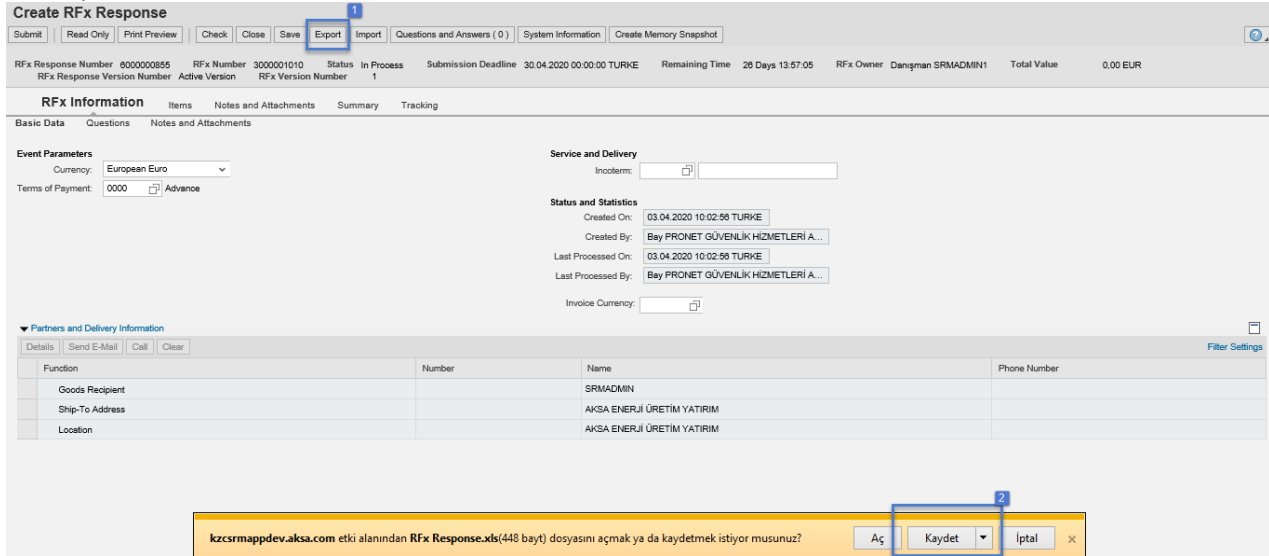 Create RFx Response
1
Submit Read Only Print Preview Check Close Save Export Import Questions and Answers ( 0 ) System Information Create Memory Snapshot
RFx Response Number 6000000855 RFx Number 3000001010 Status In Process Submission Deadline 30.04.2020 00:00:00 TURKE Remaining Time 26 Days 13:57:05 RFx Owner Danışman SRMADMIN1 Total Value 0,00 EUR
RFx Response Version Number Active Version RFx Version Number 1
RFx Information Items Notes and Attachments Summary Tracking
Basic Data Questions Notes and Attachments
Event Parameters Service and Delivery
Currency: European Euro Incoterm:
Terms of Payment: 0000 Advance
Status and Statistics
Created On: 03.04.2020 10:02:56 TURKE
Created By: Bay PRONET GÜVENLİK HİZMETLERİ A...
Last Processed On: 03.04.2020 10:02:56 TURKE
Last Processed By: Bay PRONET GÜVENLİK HİZMETLERİ A...
Invoice Currency:
Partners and Delivery Information
Details Send E-Mail Call Clear Filter Settings
Function Number Name Phone Number
Goods Recipient SRMADMIN
Ship-To Address AKSA ENERJİ ÜRETİM YATIRIM
Location AKSA ENERJİ ÜRETİM YATIRIM
2
kzcsrmappdev.aksa.com etki alanından RFx Response.xls(448 bayt) dosyasını açmak ya da kaydetmek istiyor musunuz? Aç Kaydet İptal